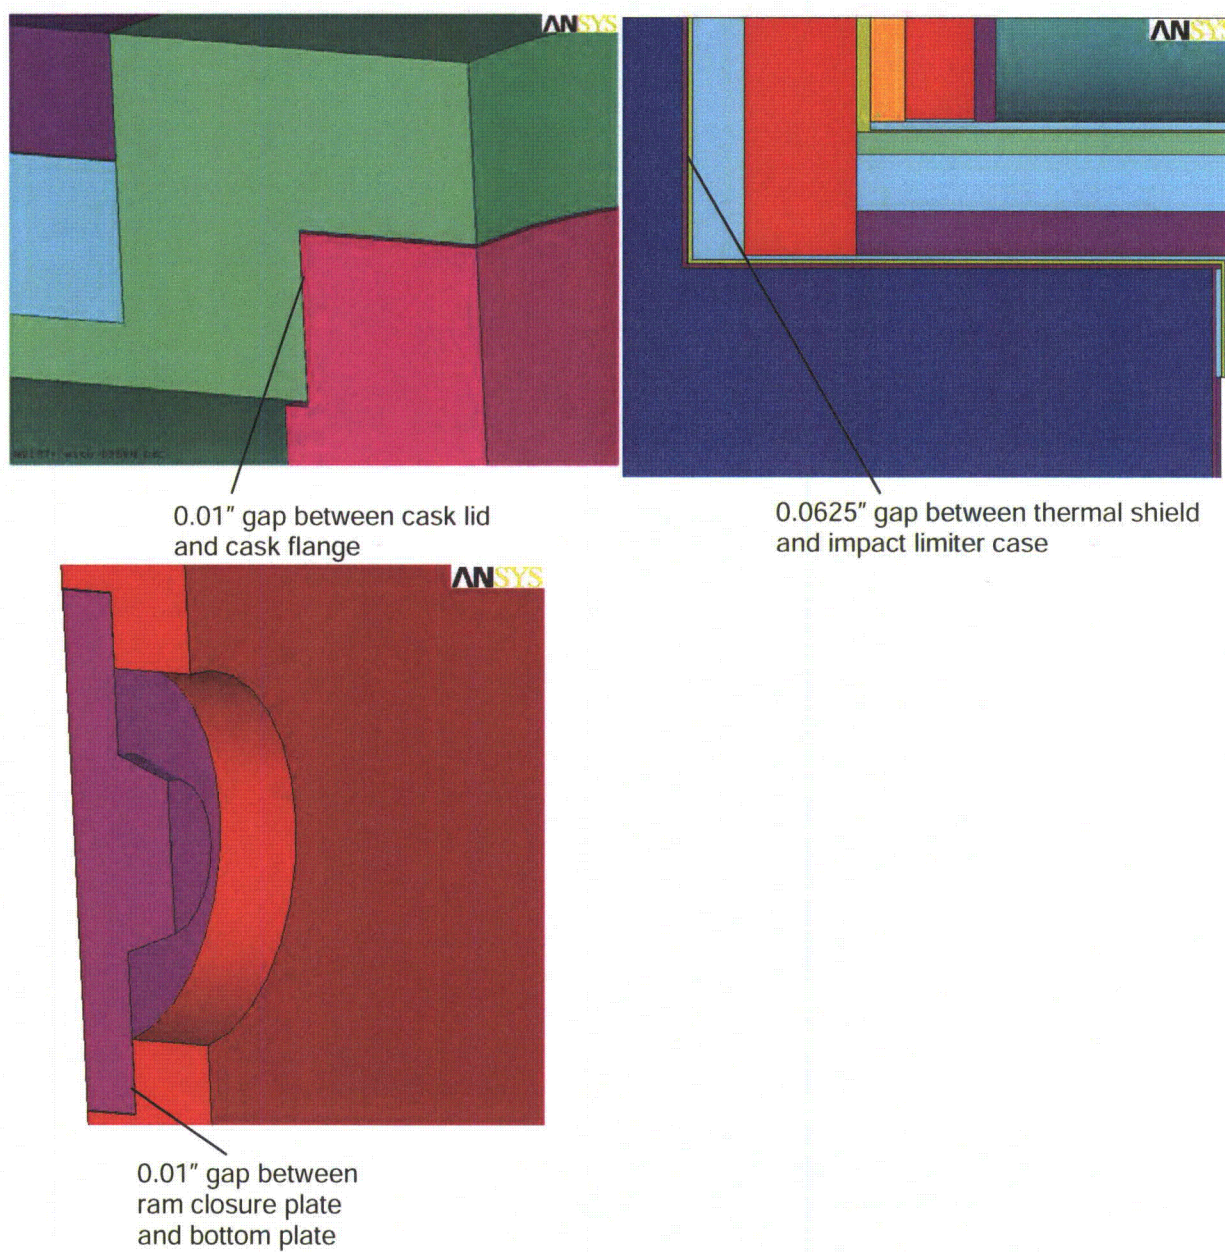 ANSYS
ANSYS
0.01" gap between cask lid
and cask flange
0.0625" gap between thermal shield
and impact limiter case
ANSYS
0.01" gap between
ram closure plate
and bottom plate